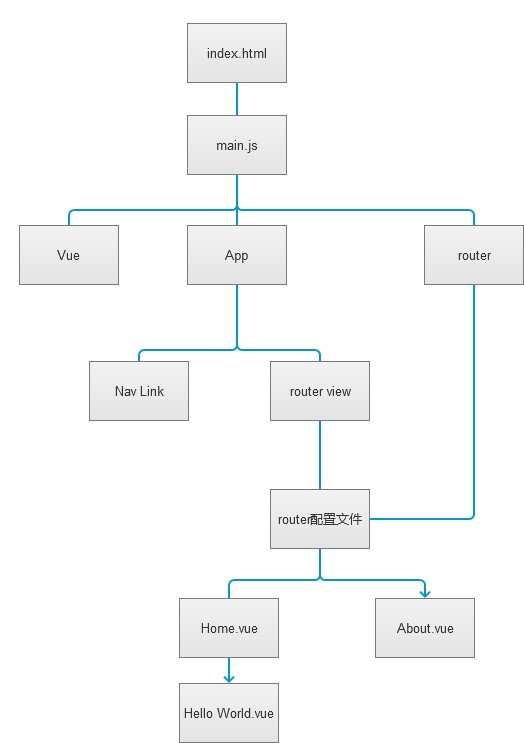 index.html
main.js
Vue
App
router
Nav Link
router view
router配置文件
Home.vue
About.vue
Hello World.vue